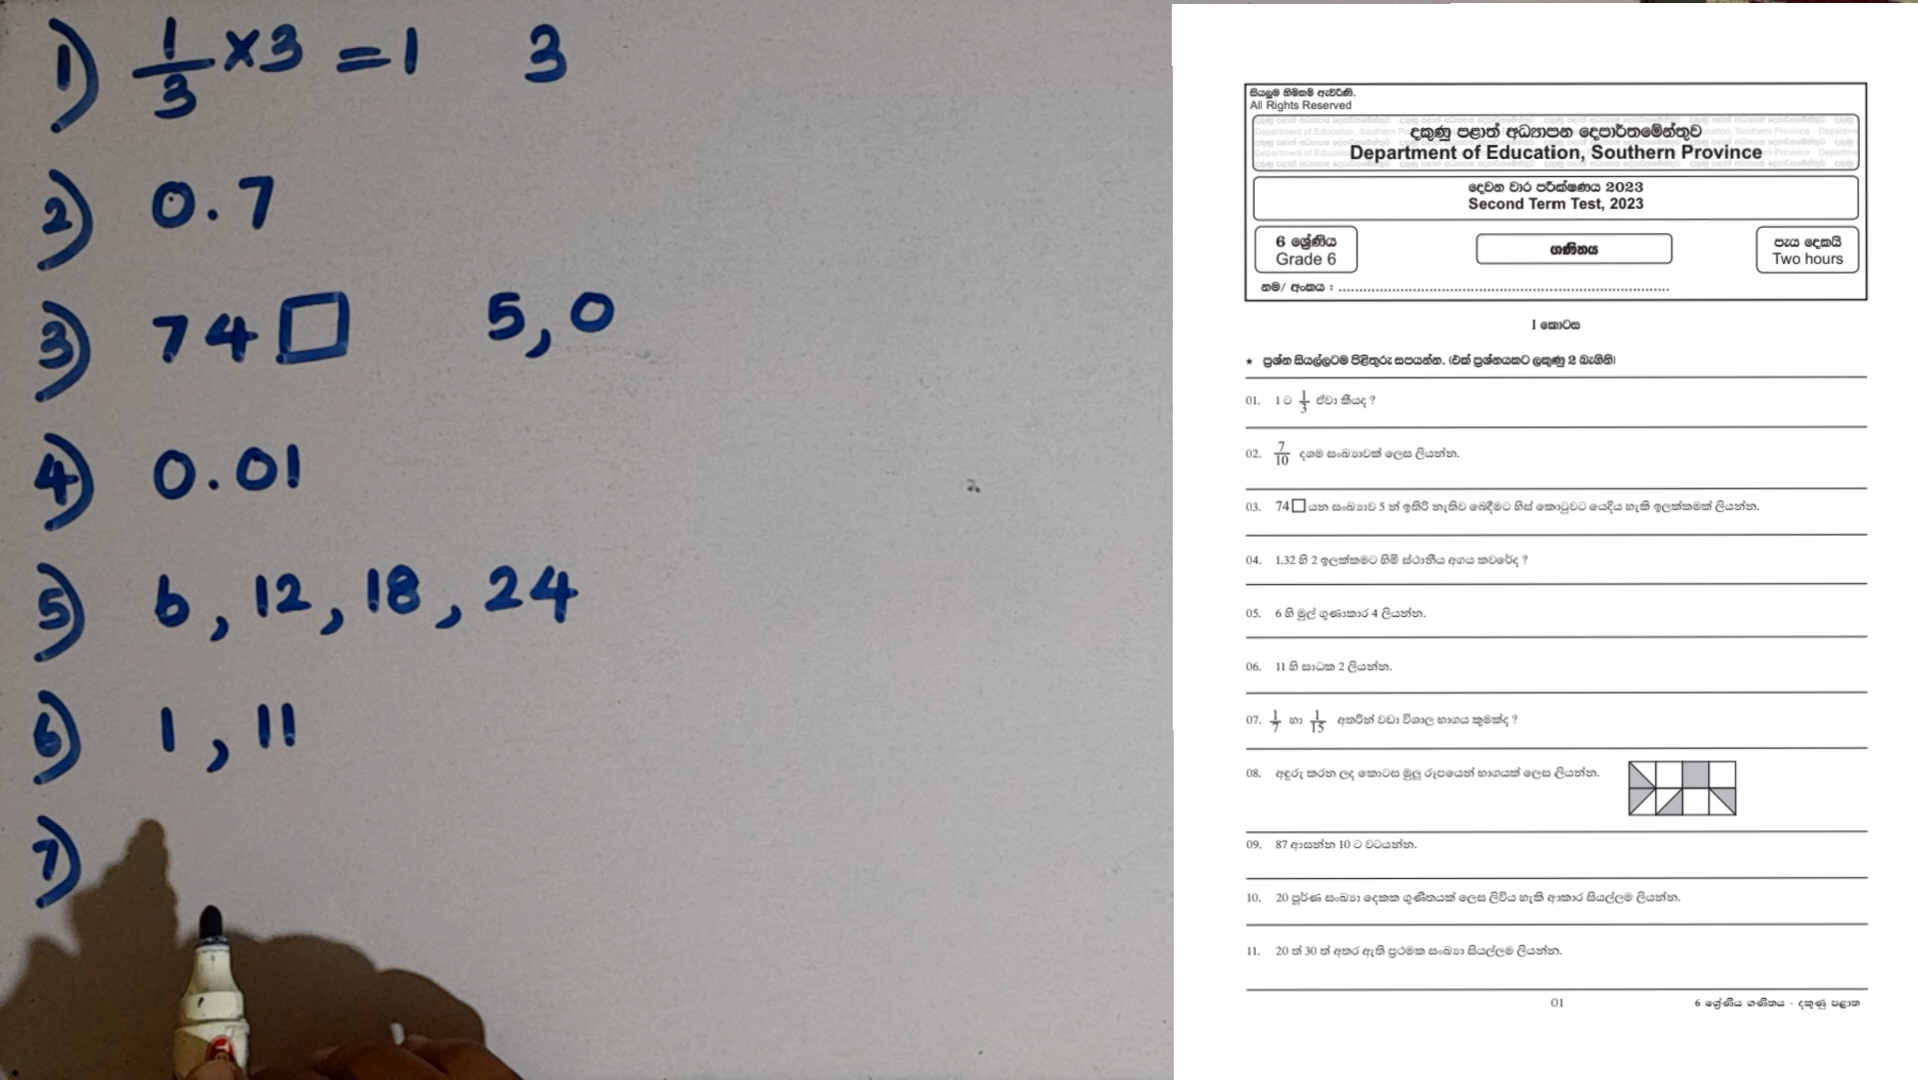 1) 1/3 ×3 =1 3
2) 0.7
3) 74□ 5,0
4) 0.01
5) 6, 12, 18, 24
6) 1, 11
7)
සියලුම හිමිකම් ඇවිරිණි.
All Rights Reserved
දකුණු පළාත් අධ්‍යාපන දෙපාර්තමේන්තුව
Department of Education, Southern Province
දෙවන වාර පරීක්ෂණය 2023
Second Term Test, 2023
6 ශ්‍රේණිය
Grade 6
ගණිතය
පැය දෙකයි
Two hours
නම/ අංකය : ........................................................................
I කොටස
★ ප්‍රශ්න සියල්ලටම පිළිතුරු සපයන්න. (එක් ප්‍රශ්නයකට ලකුණු 2 බැගිනි)
01. 1 ට 1/3 ඒවා කීයද ?
02. 7/10 දශම සංඛ්‍යාවක් ලෙස ලියන්න.
03. 74□ යන සංඛ්‍යාව 5 න් ඉතිරි නැතිව බෙදීමට හිස් කොටුවට යෙදිය හැකි ඉලක්කමක් ලියන්න.
04. 1.32 හි 2 ඉලක්කමට හිමි ස්ථානීය අගය කවරේද ?
05. 6 හි මුල් ගුණාකාර 4 ලියන්න.
06. 11 හි සාධක 2 ලියන්න.
07. 1/7 හා 1/15 අතරින් වඩා විශාල භාගය කුමක්ද ?
08. අඳුරු කරන ලද කොටස මුලු රූපයෙන් භාගයක් ලෙස ලියන්න.
09. 87 ආසන්න 10 ට වටයන්න.
10. 20 පූර්ණ සංඛ්‍යා දෙකක ගුණිතයක් ලෙස ලිවිය හැකි ආකාර සියල්ලම ලියන්න.
11. 20 ත් 30 ත් අතර ඇති ප්‍රථමක සංඛ්‍යා සියල්ලම ලියන්න.
01
6 ශ්‍රේණිය ගණිතය - දකුණු පළාත